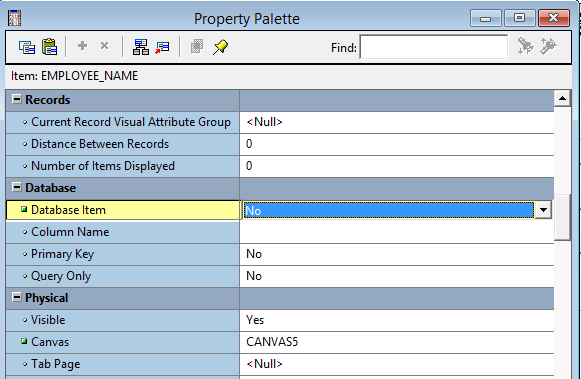 Property Palette
Find:
Item: EMPLOYEE_NAME
Records
Current Record Visual Attribute Group <Null>
Distance Between Records 0
Number of Items Displayed 0
Database
Database Item No
Column Name
Primary Key No
Query Only No
Physical
Visible Yes
Canvas CANVAS5
Tab Page <Null>